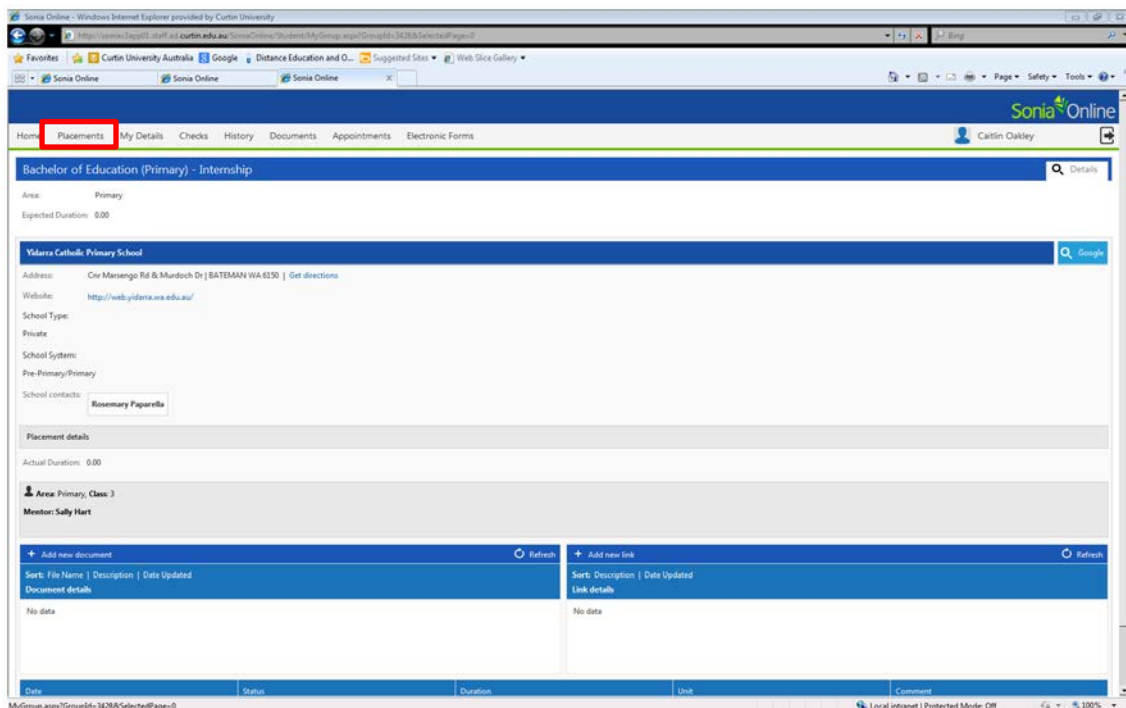 Sonia Online - Windows Internet Explorer provided by Curtin University
Bing
Favorites Curtin University Australia Google Distance Education and O... Suggested Sites Web Slice Gallery
Sonia Online Sonia Online Sonia Online x Page Safety Tools
Sonia Online
Home Placements My Details Checks History Documents Appointments Electronic Forms Caitlin Oakley
Bachelor of Education (Primary) - Internship Details
Area: Primary
Expected Duration: 0.00
Yidarra Catholic Primary School Google
Address: Cnr Marsengo Rd & Murdoch Dr | BATEMAN WA 6150 | Get directions
Website: http://web.yidarra.wa.edu.au/
School Type:
Private
School System:
Pre-Primary/Primary
School contacts: Rosemary Paparella
Placement details
Actual Duration: 0.00
Area: Primary, Class: 3
Mentor: Sally Hart
+ Add new document Refresh + Add new link Refresh
Sort: File Name | Description | Date Updated Sort: Description | Date Updated
Document details Link details
No data No data
Date Status Duration Unit Comment
MyGroup.aspx?GroupId=3428&SelectedPage=0 Local intranet | Protected Mode: Off 100%